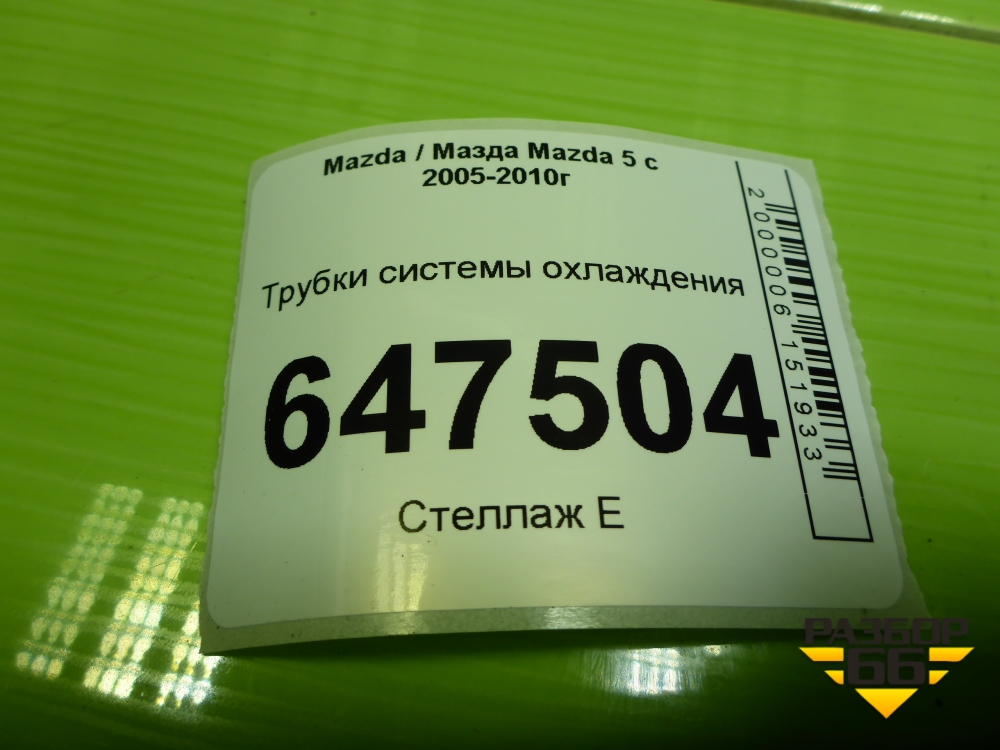 Mazda / Мазда Mazda 5 с
2005-2010г
Трубки системы охлаждения
647504
Стеллаж Е
2000006151933
РАЗБОР
66